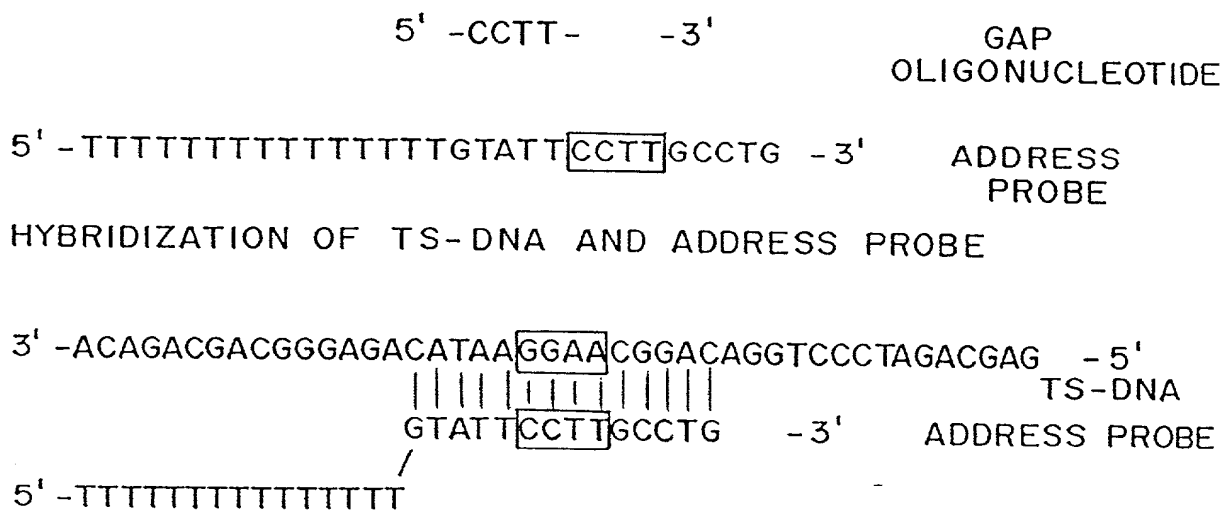 5' -CCTT- -3' GAP
OLIGONUCLEOTIDE
5' -TTTTTTTTTTTTTTTGTATTCCTTGCCTG -3' ADDRESS
PROBE
HYBRIDIZATION OF TS-DNA AND ADDRESS PROBE
3' -ACAGACGACGGGAGACATAAGGAACGGACAGGTCCCTAGACGAG -5'
TS-DNA
GTATTCCTTGCCTG -3' ADDRESS PROBE
5' -TTTTTTTTTTTTTTT